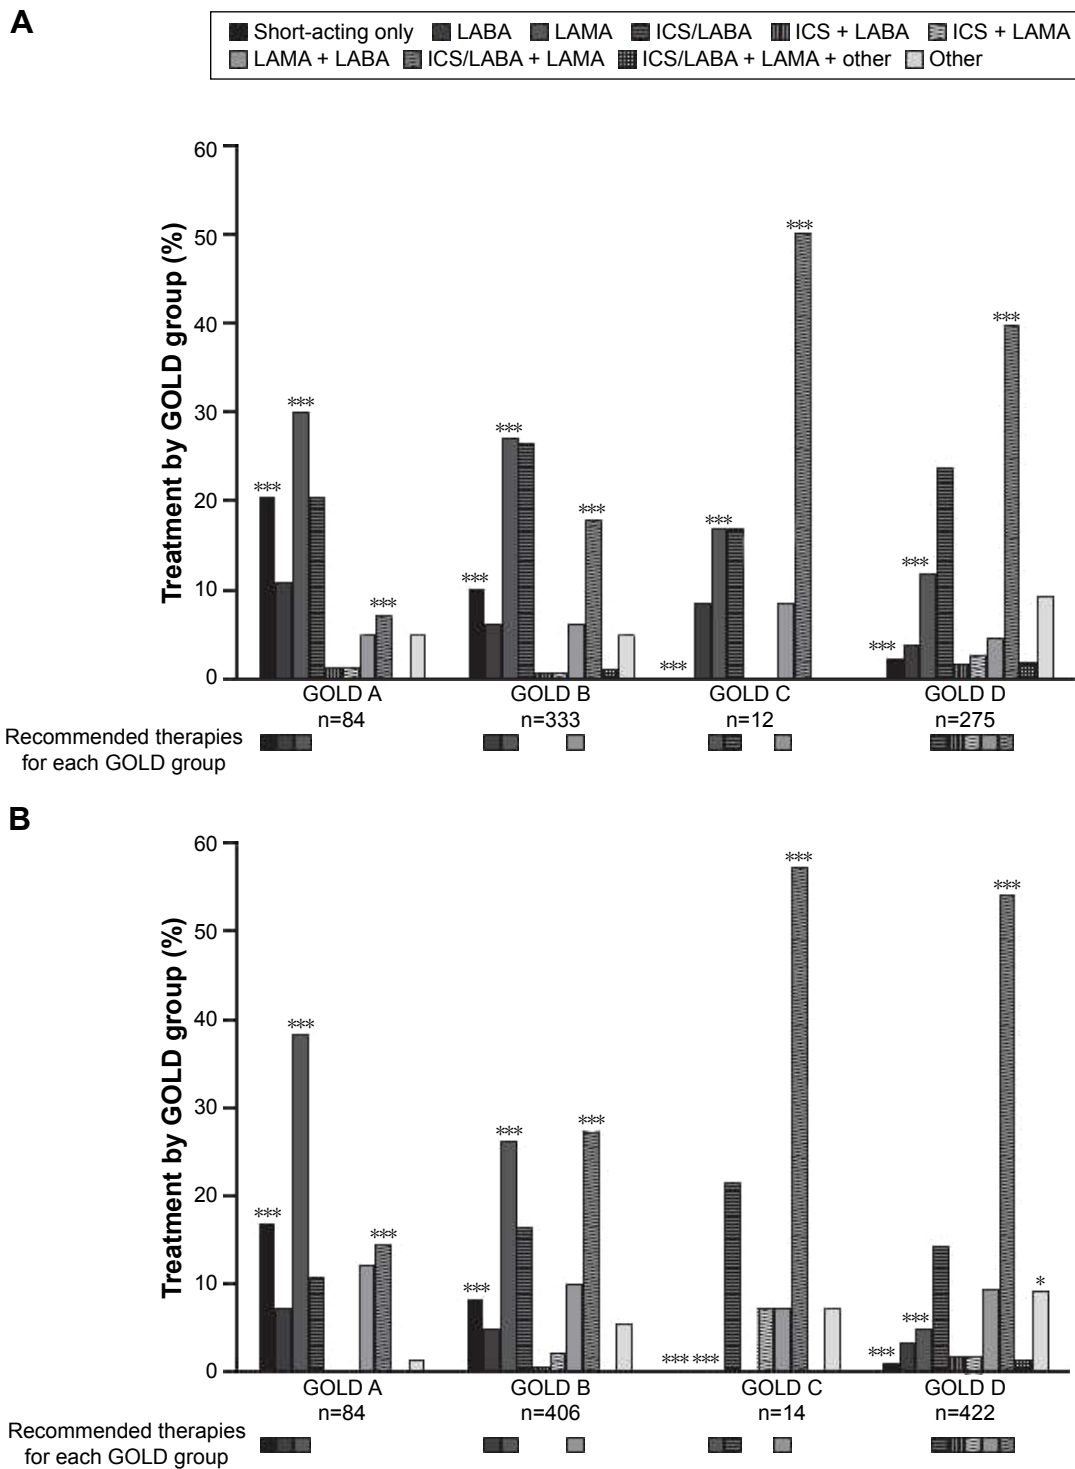 A
Short-acting only LABA LAMA ICS/LABA ICS + LABA ICS + LAMA
LAMA + LABA ICS/LABA + LAMA ICS/LABA + LAMA + other Other
Treatment by GOLD group (%)
60
50
40
30
20
10
0
***
***
***
***
***
***
***
***
***
***
***
***
GOLD A GOLD B GOLD C GOLD D
n=84 n=333 n=12 n=275
Recommended therapies
for each GOLD group
B
Treatment by GOLD group (%)
60
50
40
30
20
10
0
***
***
***
***
***
***
*** ***
***
***
***
***
*
GOLD A GOLD B GOLD C GOLD D
n=84 n=406 n=14 n=422
Recommended therapies
for each GOLD group